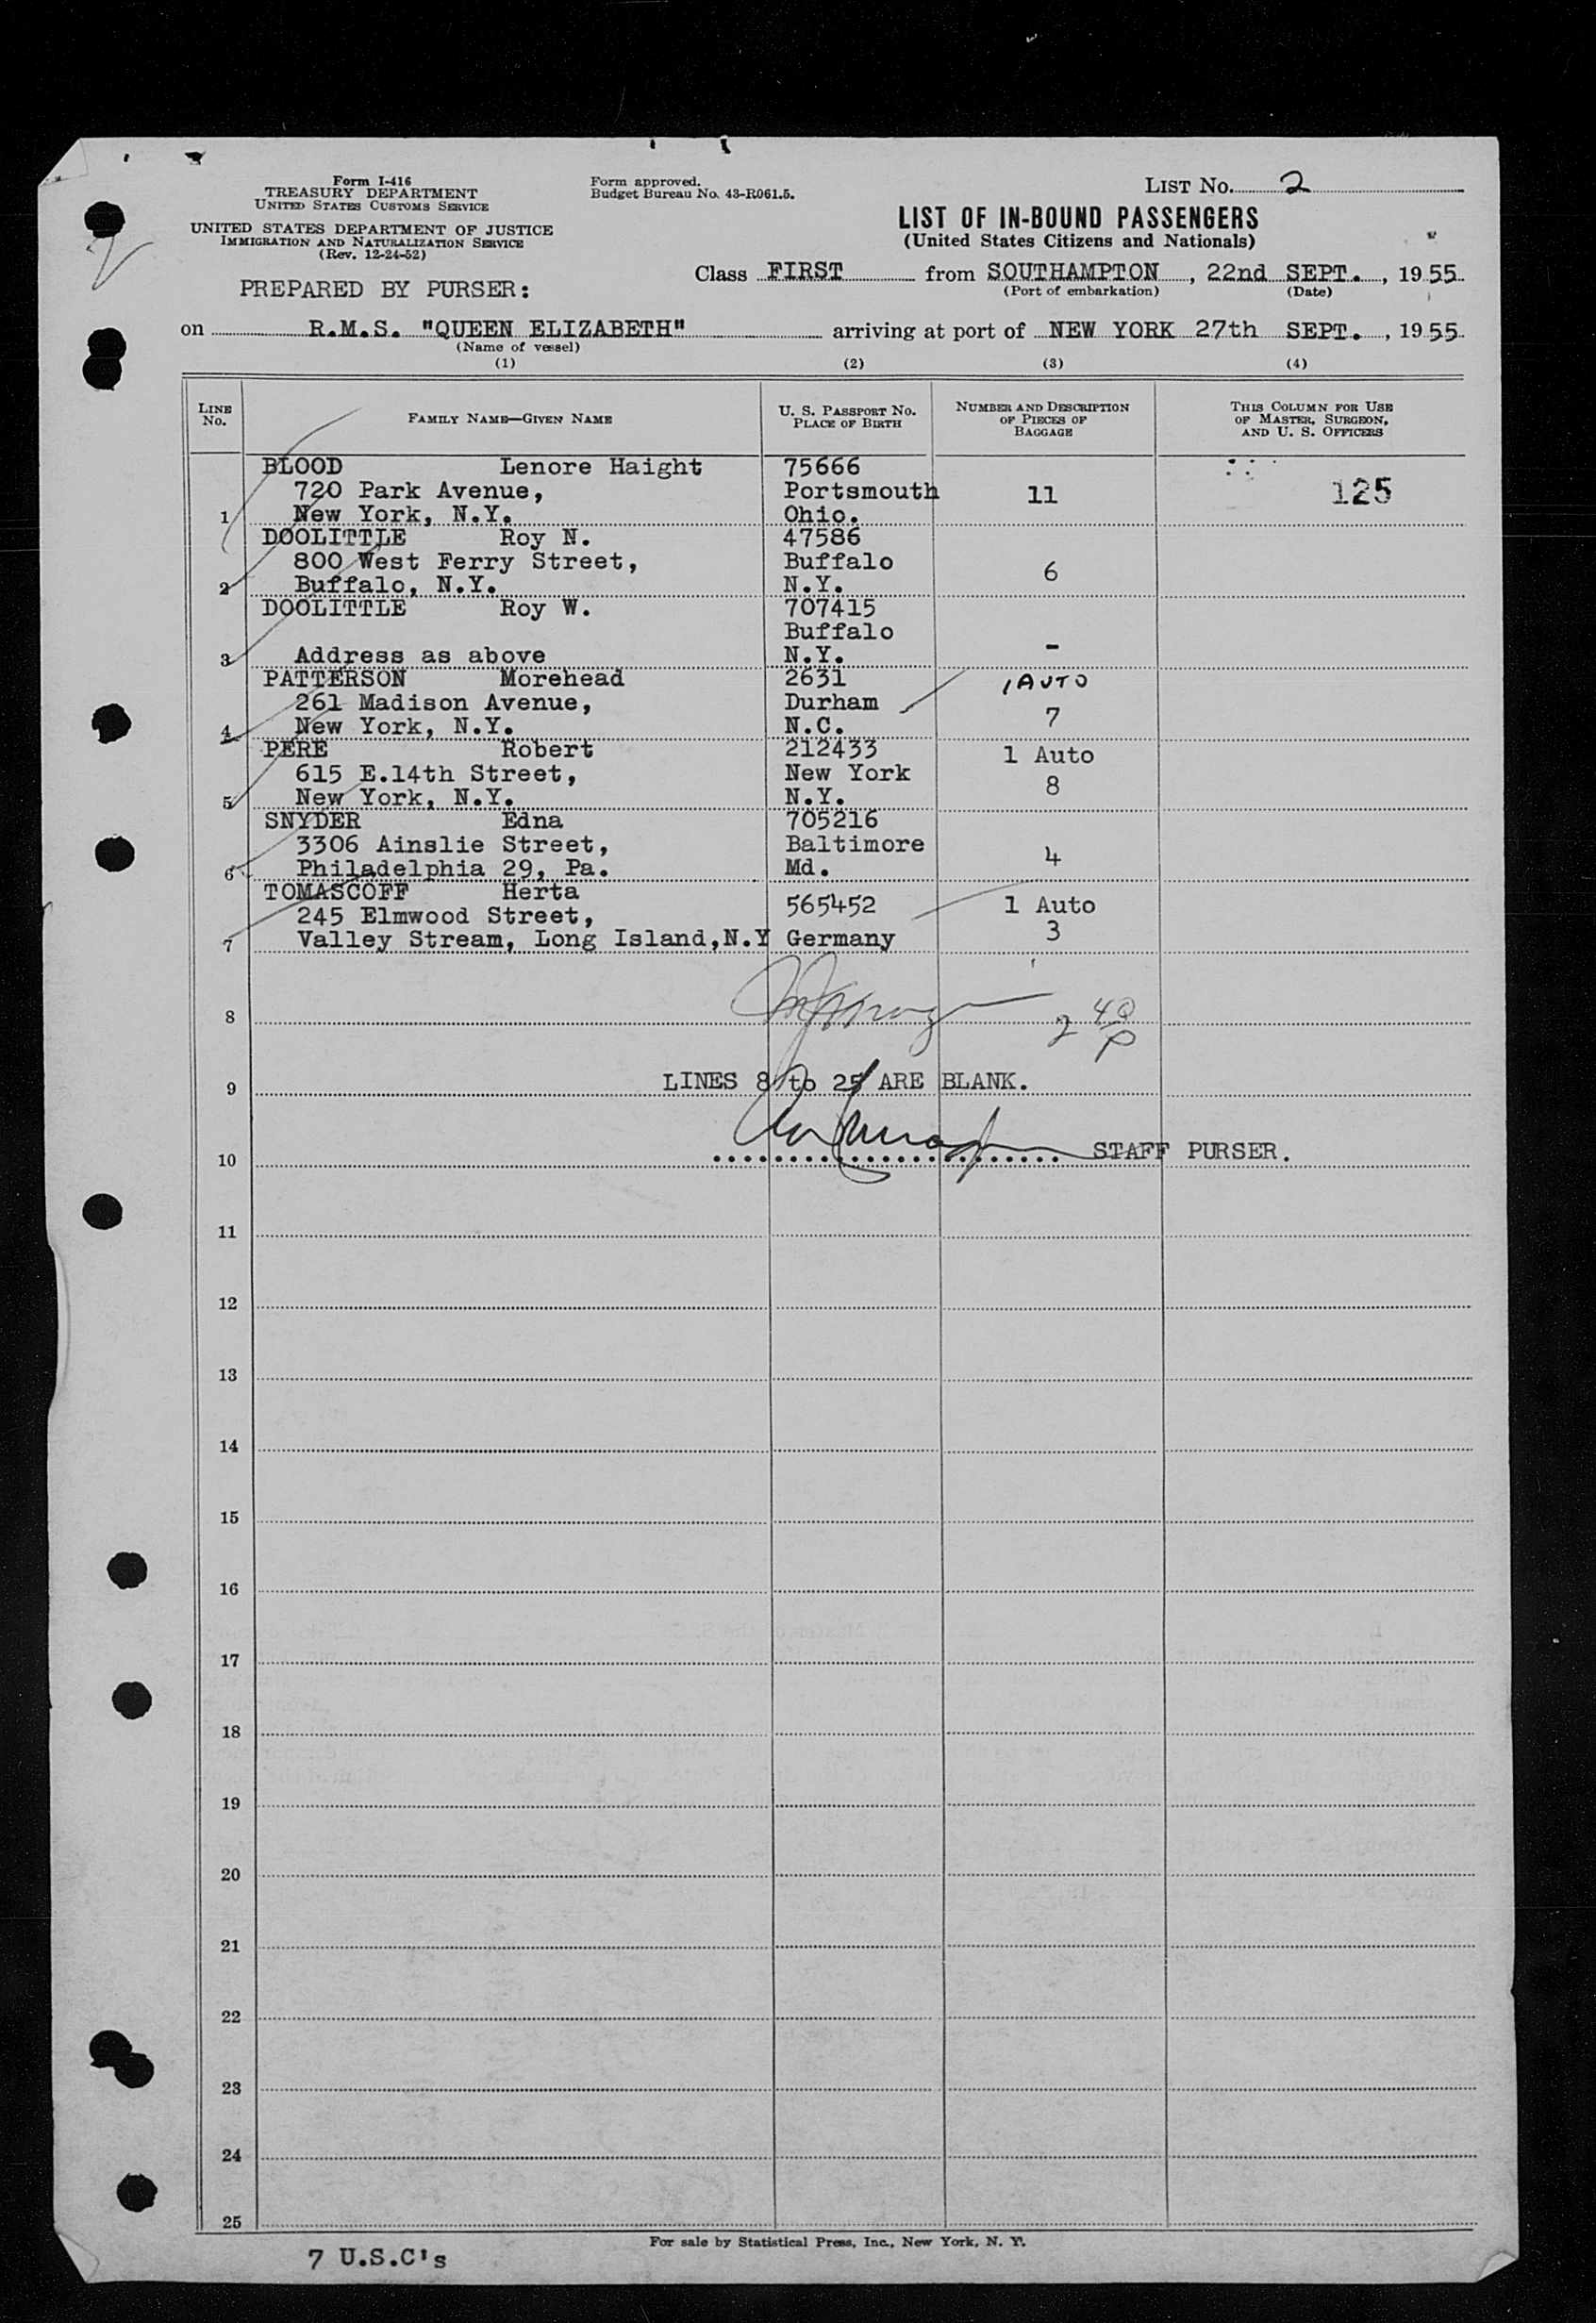 Form I-416
TREASURY DEPARTMENT
UNITED STATES CUSTOMS SERVICE
UNITED STATES DEPARTMENT OF JUSTICE
IMMIGRATION AND NATURALIZATION SERVICE
(Rev. 12-24-52)
PREPARED BY PURSER:
Form approved.
Budget Bureau No. 43-R061.5.
LIST No. 2
LIST OF IN-BOUND PASSENGERS
(United States Citizens and Nationals)
Class FIRST from SOUTHAMPTON, 22nd SEPT., 1955
(Port of embarkation) (Date)
on R.M.S. "QUEEN ELIZABETH" arriving at port of NEW YORK 27th SEPT., 1955
(Name of vessel)
(1) (2) (3) (4)
LINE No. FAMILY NAME—GIVEN NAME U. S. PASSPORT No. PLACE OF BIRTH NUMBER AND DESCRIPTION OF PIECES OF BAGGAGE THIS COLUMN FOR USE OF MASTER, SURGEON, AND U. S. OFFICERS
BLOOD Lenore Haight 75666
720 Park Avenue, Portsmouth 11 125
1 New York, N.Y. Ohio.
DOOLITTLE Roy N. 47586
800 West Ferry Street, Buffalo 6
2 Buffalo, N.Y. N.Y.
DOOLITTLE Roy W. 707415
Buffalo -
3 Address as above N.Y.
PATTERSON Morehead 2631 1 AUTO
261 Madison Avenue, Durham 7
4 New York, N.Y. N.C.
PERE Robert 212433 1 Auto
615 E.14th Street, New York 8
5 New York, N.Y. N.Y.
SNYDER Edna 705216
3306 Ainslie Street, Baltimore 4
6 Philadelphia 29, Pa. Md.
TOMASCOFF Herta 565452 1 Auto
245 Elmwood Street, 3
7 Valley Stream, Long Island,N.Y Germany
8
9 LINES 8 to 25 ARE BLANK.
10 STAFF PURSER.
11
12
13
14
15
16
17
18
19
20
21
22
23
24
25
For sale by Statistical Press, Inc., New York, N. Y.
7 U.S.C's